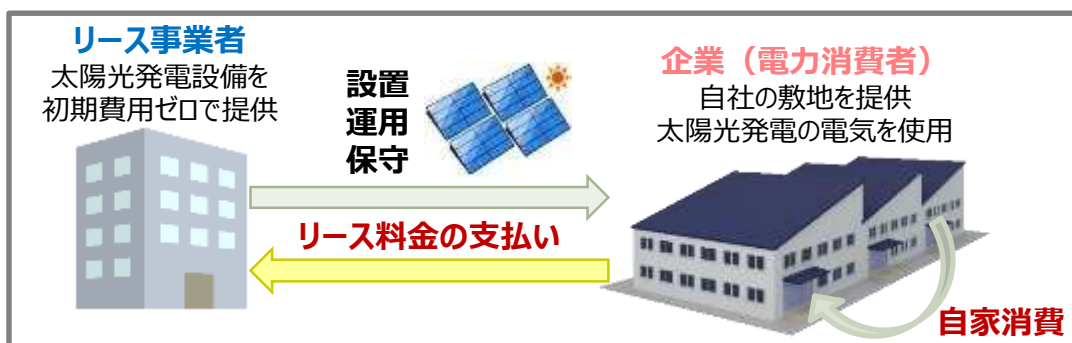 リース事業者
太陽光発電設備を
初期費用ゼロで提供
設置
運用
保守
企業（電力消費者）
自社の敷地を提供
太陽光発電の電気を使用
リース料金の支払い
自家消費